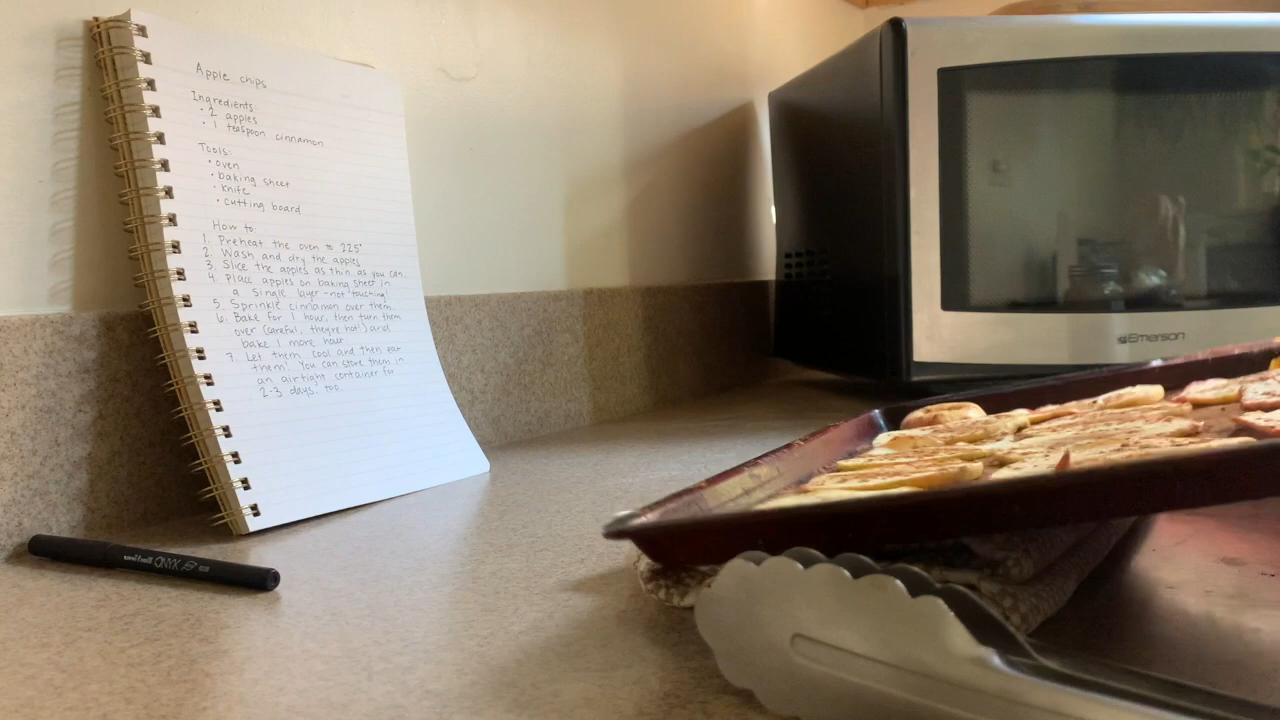 Apple chips
Ingredients:
• 2 apples
• 1 teaspoon cinnamon
Tools:
• oven
• baking sheet
• knife
• cutting board
How to:
1. Preheat the oven to 225°
2. Wash and dry the apples
3. Slice the apples as thin as you can.
4. Place apples on baking sheet in
a single layer - not touching!
5. Sprinkle cinnamon over them
6. Bake for 1 hour, then turn them
over (careful, they're hot!) and
bake 1 more hour
7. Let them cool and then eat
them! You can store them in
an airtight container for
2-3 days, too.
Emerson
uni-ball ONYX